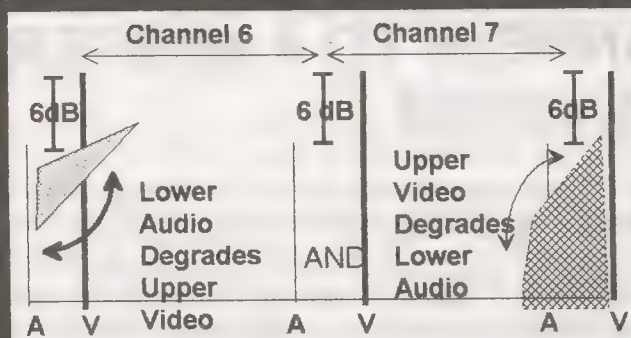 Channel 6
Channel 7
6dB
6 dB
6dB
Lower
Audio
Degrades
Upper
Video
AND
Upper
Video
Degrades
Lower
Audio
A V A V A V